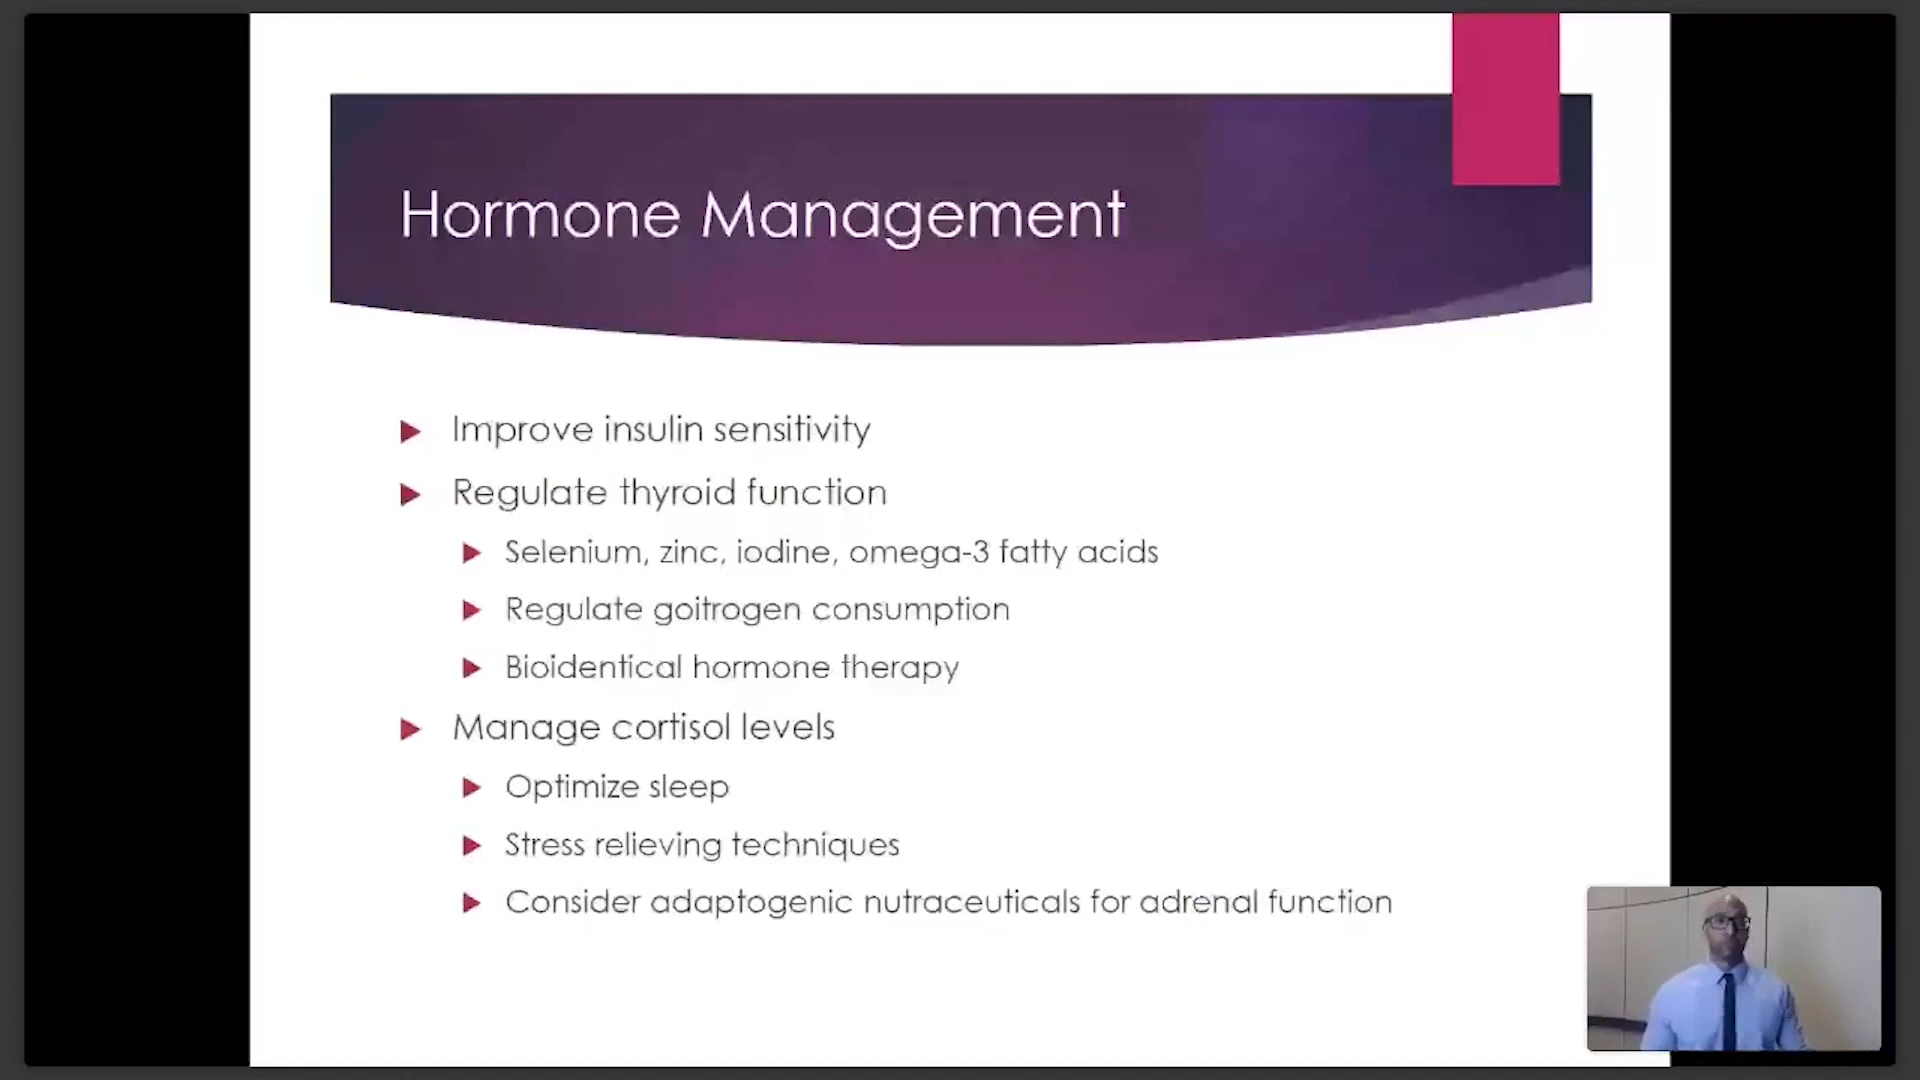 Hormone Management
Improve insulin sensitivity
Regulate thyroid function
Selenium, zinc, iodine, omega-3 fatty acids
Regulate goitrogen consumption
Bioidentical hormone therapy
Manage cortisol levels
Optimize sleep
Stress relieving techniques
Consider adaptogenic nutraceuticals for adrenal function